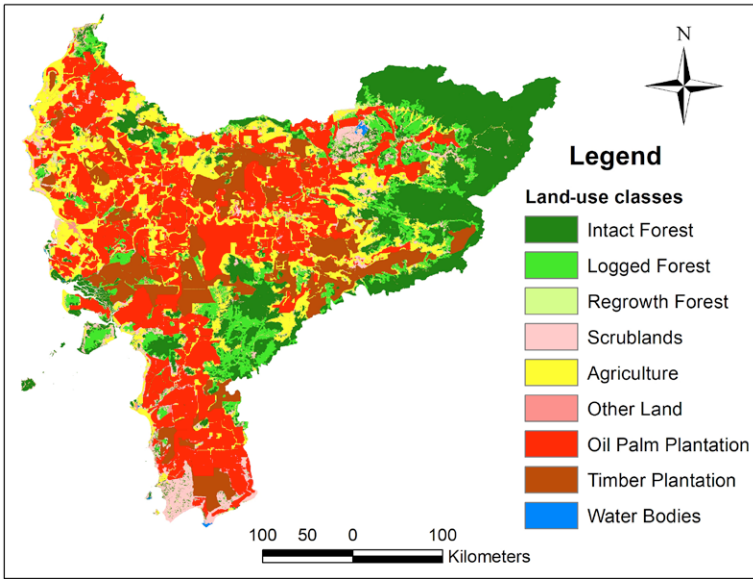 N
Legend
Land-use classes
Intact Forest
Logged Forest
Regrowth Forest
Scrublands
Agriculture
Other Land
Oil Palm Plantation
Timber Plantation
Water Bodies
100 50 0 100
Kilometers